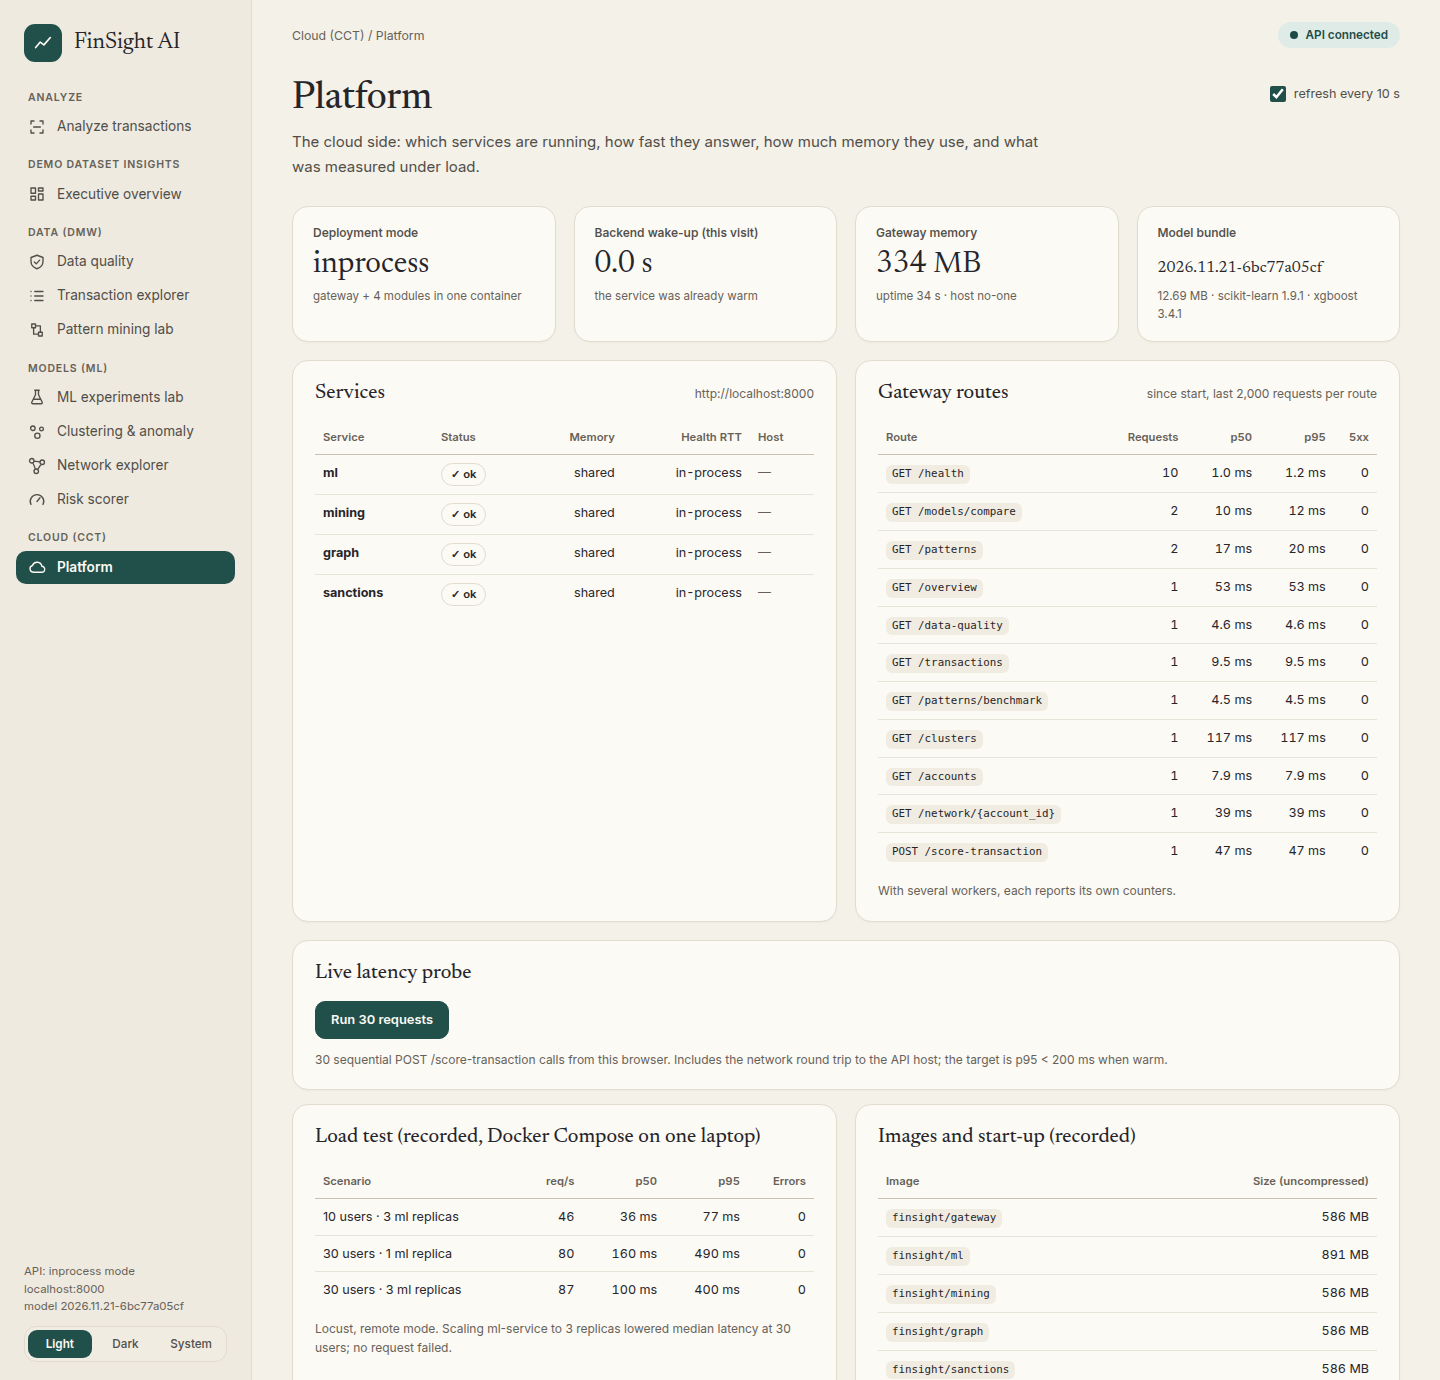 FinSight AI
ANALYZE
Analyze transactions
DEMO DATASET INSIGHTS
Executive overview
DATA (DMW)
Data quality
Transaction explorer
Pattern mining lab
MODELS (ML)
ML experiments lab
Clustering & anomaly
Network explorer
Risk scorer
CLOUD (CCT)
Platform
API: inprocess mode
localhost:8000
model 2026.11.21-6bc77a05cf
Light Dark System
Cloud (CCT) / Platform
API connected
Platform
refresh every 10 s
The cloud side: which services are running, how fast they answer, how much memory they use, and what
was measured under load.
Deployment mode
inprocess
gateway + 4 modules in one container
Backend wake-up (this visit)
0.0 s
the service was already warm
Gateway memory
334 MB
uptime 34 s · host no-one
Model bundle
2026.11.21-6bc77a05cf
12.69 MB · scikit-learn 1.9.1 · xgboost
3.4.1
Services http://localhost:8000
Service Status Memory Health RTT Host
ml ✓ ok shared in-process —
mining ✓ ok shared in-process —
graph ✓ ok shared in-process —
sanctions ✓ ok shared in-process —
Gateway routes since start, last 2,000 requests per route
Route Requests p50 p95 5xx
GET /health 10 1.0 ms 1.2 ms 0
GET /models/compare 2 10 ms 12 ms 0
GET /patterns 2 17 ms 20 ms 0
GET /overview 1 53 ms 53 ms 0
GET /data-quality 1 4.6 ms 4.6 ms 0
GET /transactions 1 9.5 ms 9.5 ms 0
GET /patterns/benchmark 1 4.5 ms 4.5 ms 0
GET /clusters 1 117 ms 117 ms 0
GET /accounts 1 7.9 ms 7.9 ms 0
GET /network/{account_id} 1 39 ms 39 ms 0
POST /score-transaction 1 47 ms 47 ms 0
With several workers, each reports its own counters.
Live latency probe
Run 30 requests
30 sequential POST /score-transaction calls from this browser. Includes the network round trip to the API host; the target is p95 < 200 ms when warm.
Load test (recorded, Docker Compose on one laptop)
Scenario req/s p50 p95 Errors
10 users · 3 ml replicas 46 36 ms 77 ms 0
30 users · 1 ml replica 80 160 ms 490 ms 0
30 users · 3 ml replicas 87 100 ms 400 ms 0
Locust, remote mode. Scaling ml-service to 3 replicas lowered median latency at 30
users; no request failed.
Images and start-up (recorded)
Image Size (uncompressed)
finsight/gateway 586 MB
finsight/ml 891 MB
finsight/mining 586 MB
finsight/graph 586 MB
finsight/sanctions 586 MB